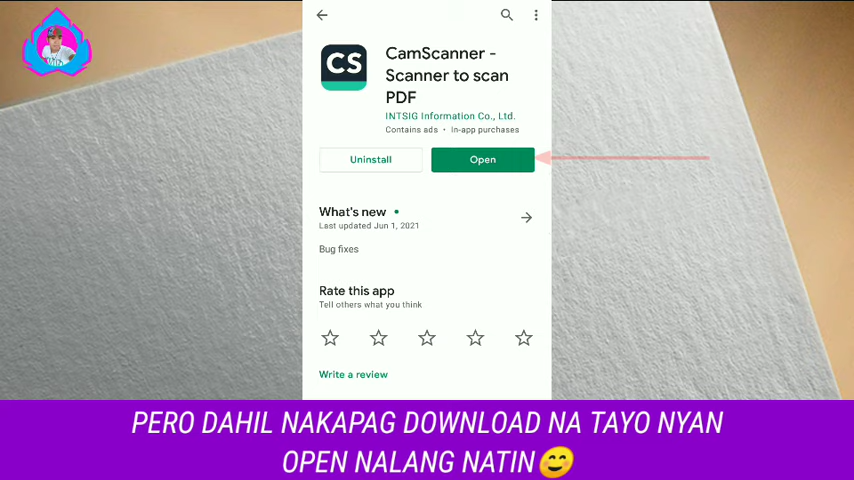 CS
CamScanner -
Scanner to scan
PDF
INTSIG Information Co., Ltd.
Contains ads • In-app purchases
Uninstall
Open
What's new •
Last updated Jun 1, 2021
Bug fixes
Rate this app
Tell others what you think
Write a review
PERO DAHIL NAKAPAG DOWNLOAD NA TAYO NYAN
OPEN NALANG NATIN😊